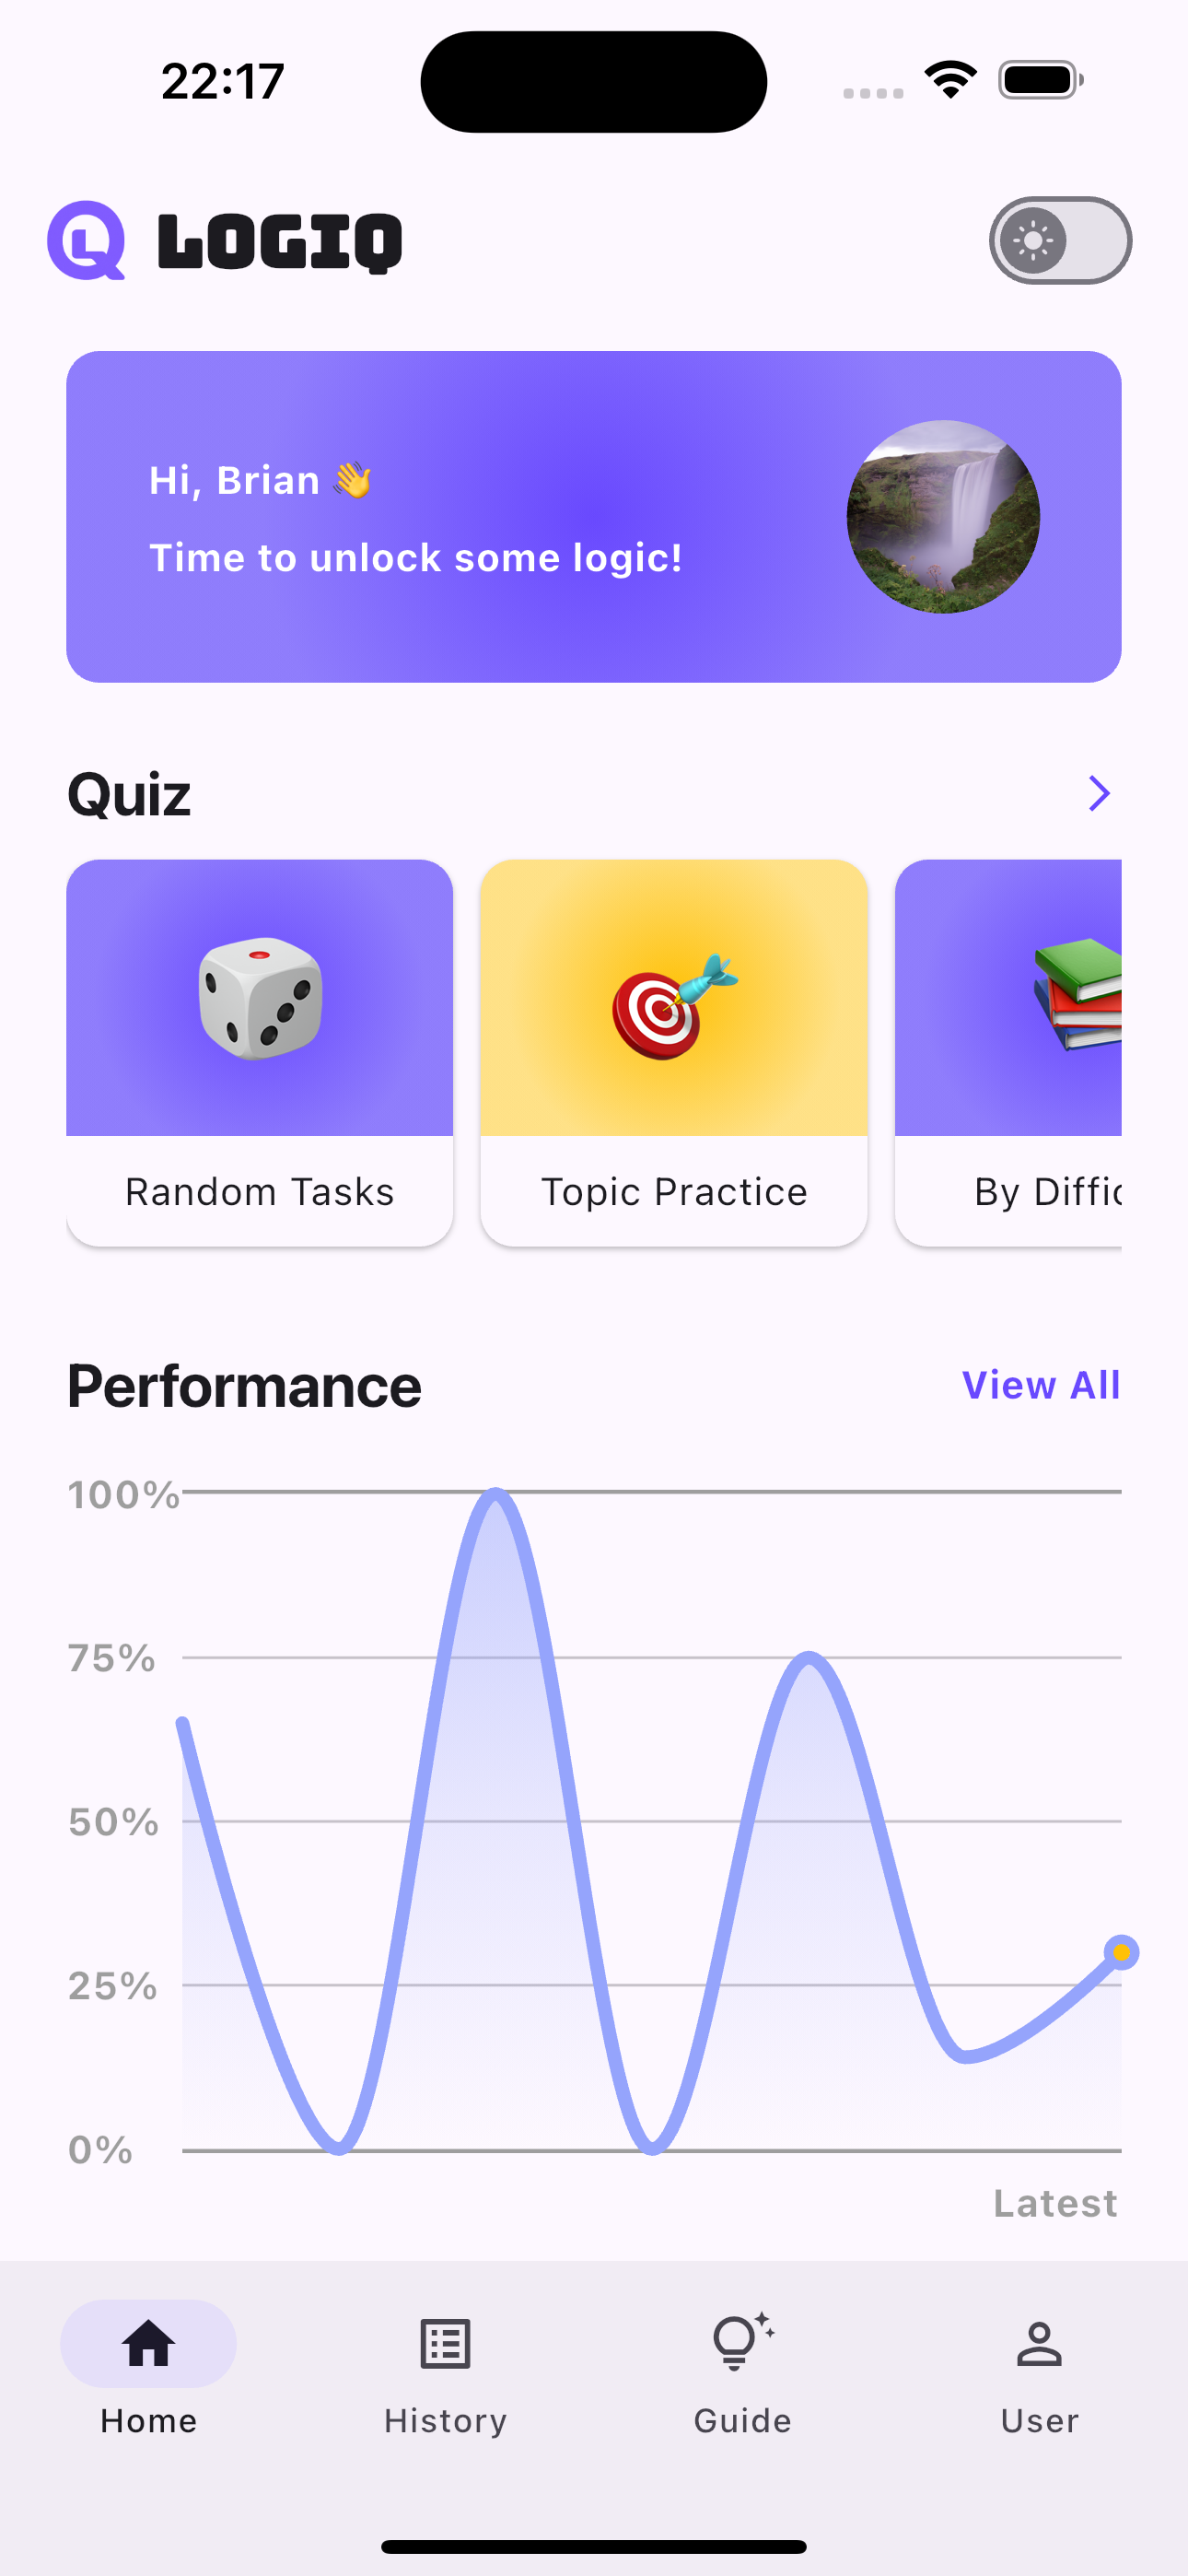 22:17
LOGIQ
Hi, Brian 👋
Time to unlock some logic!
Quiz
Random Tasks
Topic Practice
By Diffic
Performance
View All
100%
75%
50%
25%
0%
Latest
Home
History
Guide
User